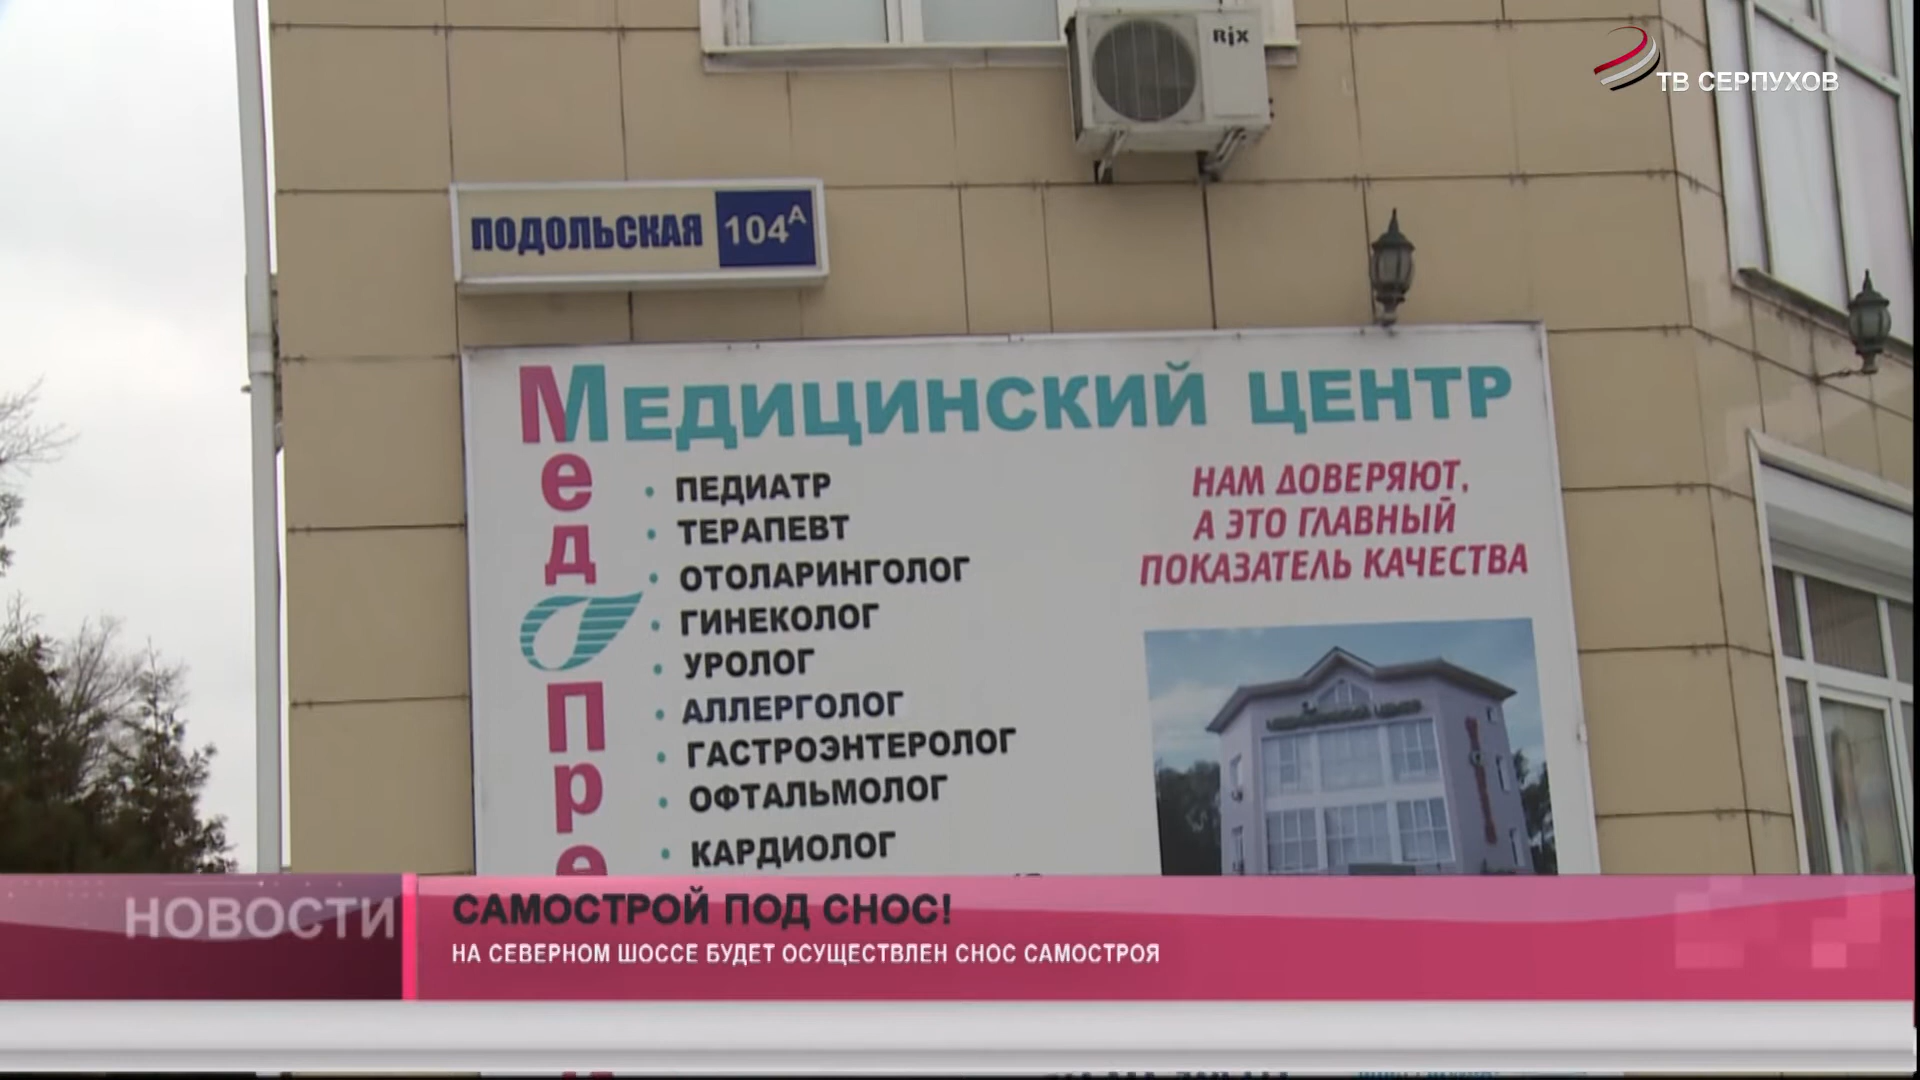 RIX
ТВ СЕРПУХОВ
ПОДОЛЬСКАЯ 104А
МЕДИЦИНСКИЙ ЦЕНТР
• ПЕДИАТР
• ТЕРАПЕВТ
• ОТОЛАРИНГОЛОГ
• ГИНЕКОЛОГ
• УРОЛОГ
• АЛЛЕРГОЛОГ
• ГАСТРОЭНТЕРОЛОГ
• ОФТАЛЬМОЛОГ
• КАРДИОЛОГ
НАМ ДОВЕРЯЮТ,
А ЭТО ГЛАВНЫЙ
ПОКАЗАТЕЛЬ КАЧЕСТВА
НОВОСТИ
САМОСТРОЙ ПОД СНОС!
НА СЕВЕРНОМ ШОССЕ БУДЕТ ОСУЩЕСТВЛЕН СНОС САМОСТРОЯ